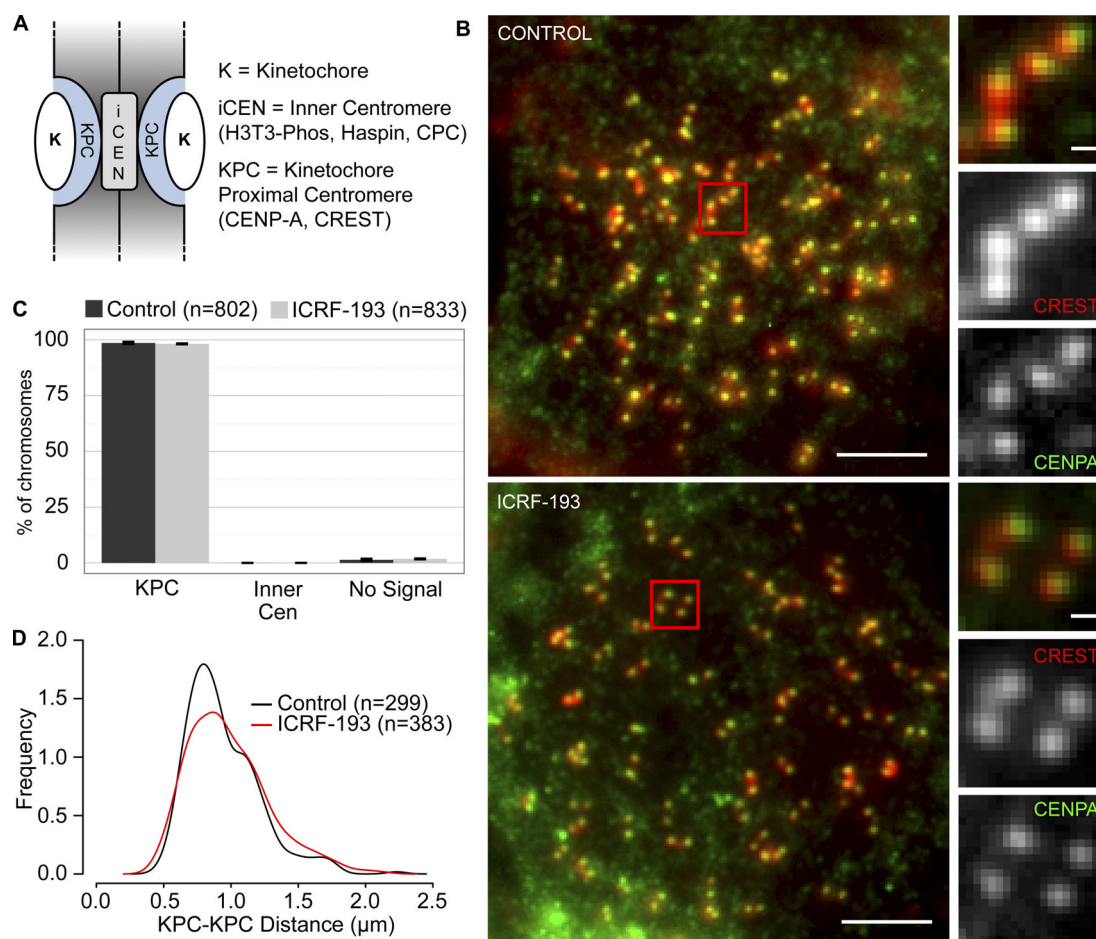 A
K
KPC
i
C
E
N
KPC
K
K = Kinetochore
iCEN = Inner Centromere
(H3T3-Phos, Haspin, CPC)
KPC = Kinetochore
Proximal Centromere
(CENP-A, CREST)
B
CONTROL
CREST
CENPA
ICRF-193
CREST
CENPA
C
Control (n=802) ICRF-193 (n=833)
% of chromosomes
100
75
50
25
0
KPC
Inner
Cen
No Signal
D
Frequency
2.0
1.5
1.0
0.5
0.0
Control (n=299)
ICRF-193 (n=383)
0.0 0.5 1.0 1.5 2.0 2.5
KPC-KPC Distance (µm)